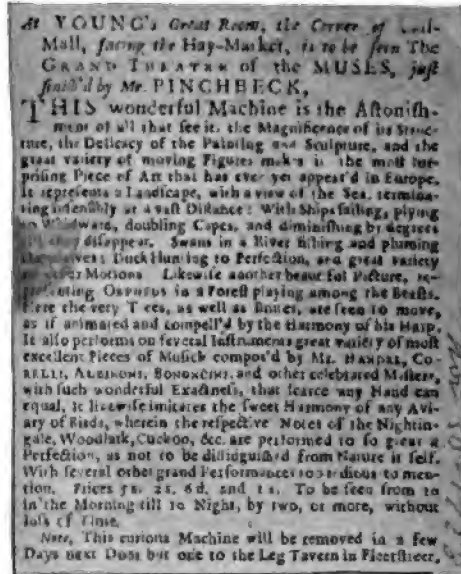 At YOUNG's Great Room, the Corner of
Mall, facing the Hay-Market, is to be seen The
GRAND THEATRE of the MUSES, just
finish'd by Mr. PINCHBECK,
THIS wonderful Machine is the Astonish-
ment of all that see it, the Magnificence of its Struc-
ture, the Delicacy of the Painting and Sculpture, and the
great variety of moving Figures makes it the most sur-
prising Piece of Art that has ever yet appear'd in Europe.
It represents a Landscape, with a view of the Sea, termina-
ting insensibly at a vast Distance: With Ships sailing, plying
to Windward, doubling Capes, and diminishing by degrees
till they disappear. Swans in a River fishing and pluming
themselves: Duck Hunting to Perfection, and great variety
of other Motions. Likewise another beautiful Picture, re-
presenting ORPHEUS in a Forest playing among the Beasts.
Here the very Trees, as well as Brutes, are seen to move,
as if animated and compell'd by the Harmony of his Harp.
It also performs on several Instruments great variety of most
excellent Pieces of Musick compos'd by Mr. HANDEL, CO-
RELLI, ALBINONI, BONONCINI, and other celebrated Masters,
with such wonderful Exactness, that scarce any Hand can
equal, it likewise imitates the sweet Harmony of any Avi-
ary of Birds, wherein the respective Notes of the Nightin-
gale, Woodlark, Cuckoo, &c. are performed to so great a
Perfection, as not to be distinguish'd from Nature it self.
With several other grand Performances too tedious to men-
tion. Prices 5s. 2s. 6d. and 1s. To be seen from 10
in the Morning till 10 Night, by two, or more, without
loss of Time.
Note, This curious Machine will be removed in a few
Days next Door but one to the Leg Tavern in Fleetstreet.